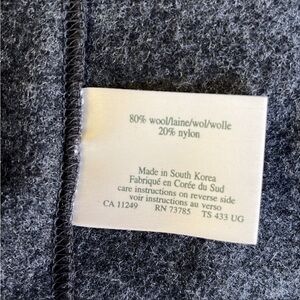 80% wool/laine/wol/wolle
20% nylon
Made in South Korea
Fabriqué en Corée du Sud
care instructions on reverse side
voir instructions au verso
CA 11249 RN 73785 TS 433 UG